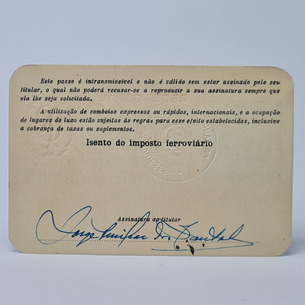 Este passe é intransmissível e não é válido sem estar assinado pelo seu
titular, o qual não poderá recusar-se a reproduzir a sua assinatura sempre que
ela lhe seja solicitada.
A utilização de comboios expressos ou rápidos, internacionais, e a ocupação
de lugares de luxo estão sujeitas às regras para esse efeito estabelecidas, inclusive
a cobrança de taxas ou suplementos.
Isento do imposto ferroviário
Assinatura do titular
Jorge